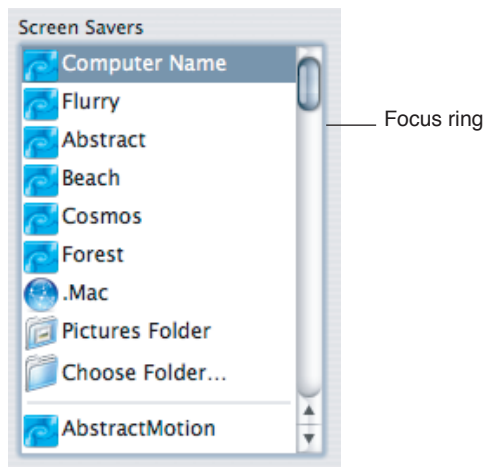 Screen Savers
Computer Name
Flurry
Focus ring
Abstract
Beach
Cosmos
Forest
.Mac
Pictures Folder
Choose Folder...
AbstractMotion